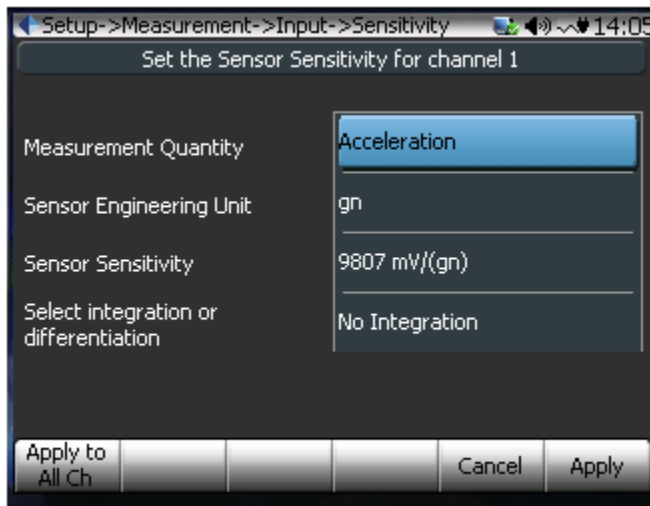 Setup->Measurement->Input->Sensitivity 14:05
Set the Sensor Sensitivity for channel 1
Measurement Quantity
Acceleration
Sensor Engineering Unit
gn
Sensor Sensitivity
9807 mV/(gn)
Select integration or
differentiation
No Integration
Apply to
All Ch
Cancel
Apply